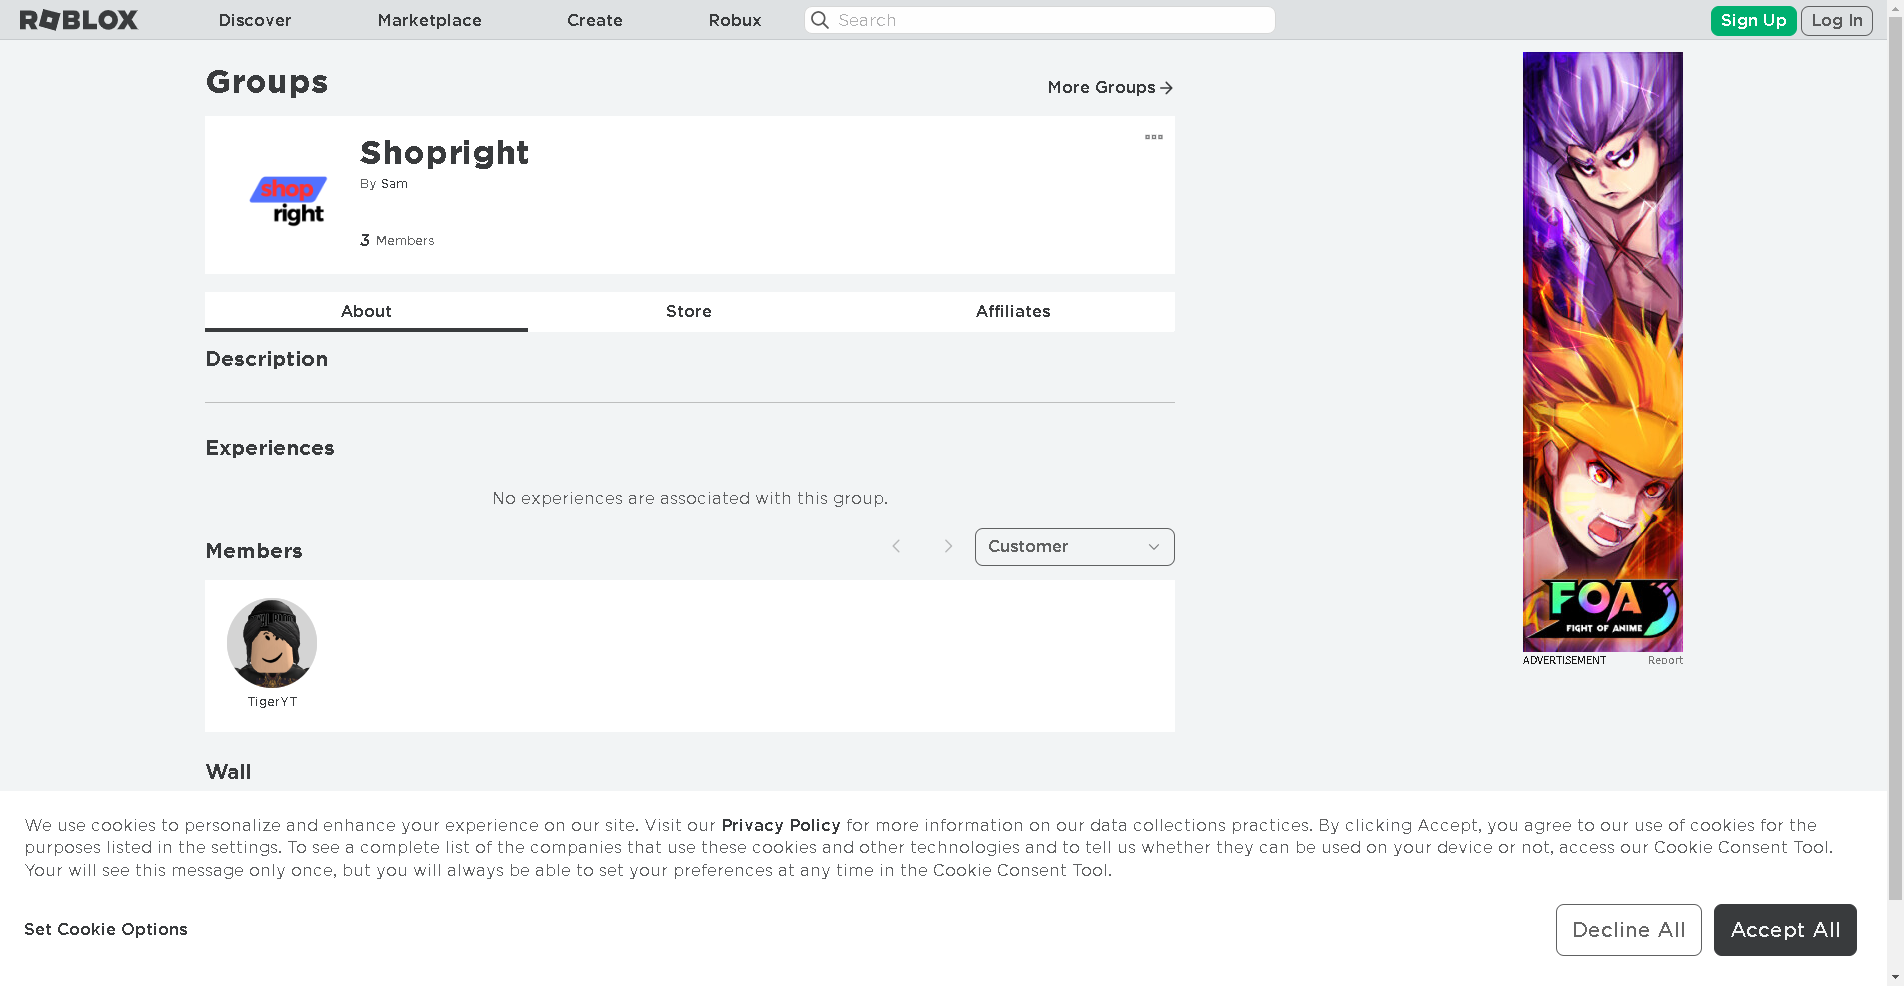 ROBLOX
Discover
Marketplace
Create
Robux
Search
Sign Up
Log In
Groups
More Groups
shop
right
Shopright
By Sam
3 Members
About
Store
Affiliates
Description
Experiences
No experiences are associated with this group.
Members
Customer
TigerYT
Wall
FOA
FIGHT OF ANIME
ADVERTISEMENT
Report
We use cookies to personalize and enhance your experience on our site. Visit our Privacy Policy for more information on our data collections practices. By clicking Accept, you agree to our use of cookies for the
purposes listed in the settings. To see a complete list of the companies that use these cookies and other technologies and to tell us whether they can be used on your device or not, access our Cookie Consent Tool.
Your will see this message only once, but you will always be able to set your preferences at any time in the Cookie Consent Tool.
Set Cookie Options
Decline All
Accept All